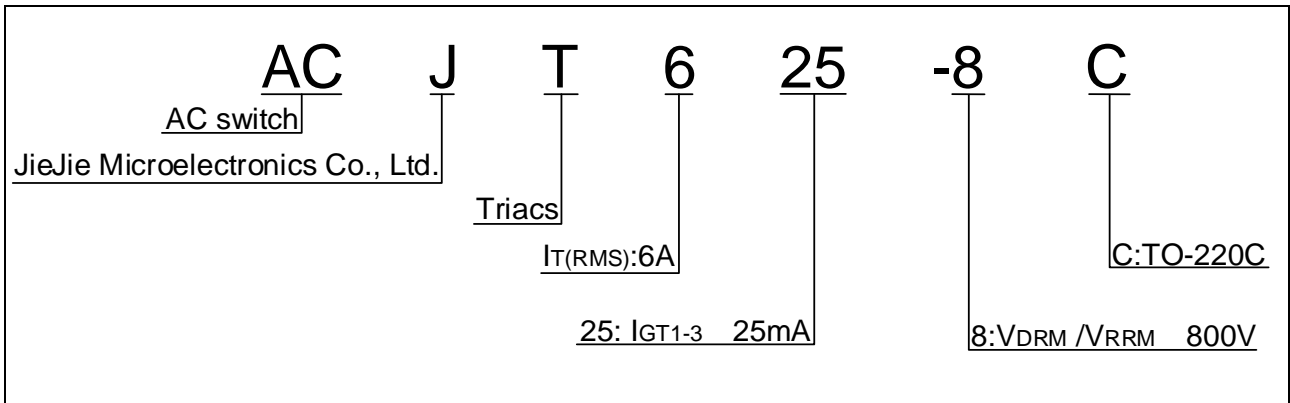 AC J T 6 25 -8 C
AC switch
JieJie Microelectronics Co., Ltd.
Triacs
IT(RMS):6A
C:TO-220C
25: IGT1-3 25mA
8:VDRM /VRRM 800V